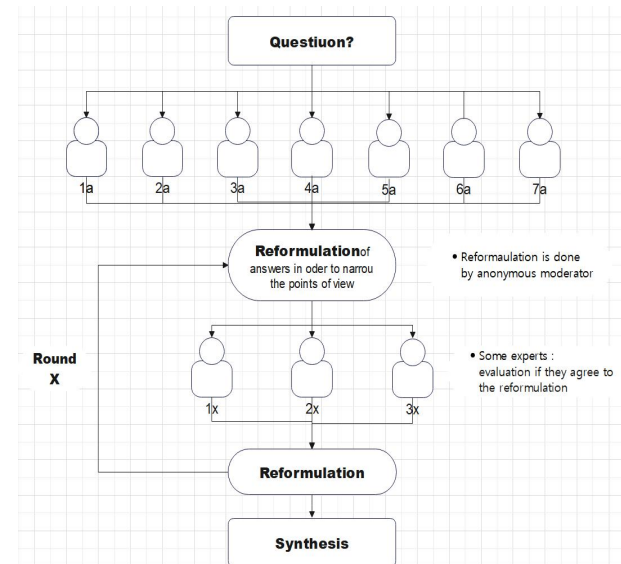 Questiuon?
1a 2a 3a 4a 5a 6a 7a
Reformulation of
answers in oder to narrou
the points of view
• Reformaulation is done
by anonymous moderator
Round
X
• Some experts :
evaluation if they agree to
the reformulation
1x 2x 3x
Reformulation
Synthesis